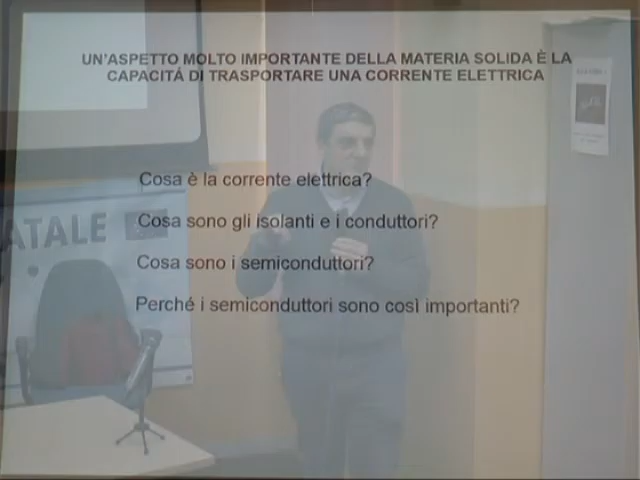 UN'ASPETTO MOLTO IMPORTANTE DELLA MATERIA SOLIDA È LA
CAPACITÁ DI TRASPORTARE UNA CORRENTE ELETTRICA
Cosa è la corrente elettrica?
Cosa sono gli isolanti e i conduttori?
ATALE
Cosa sono i semiconduttori?
Perché i semiconduttori sono così importanti?